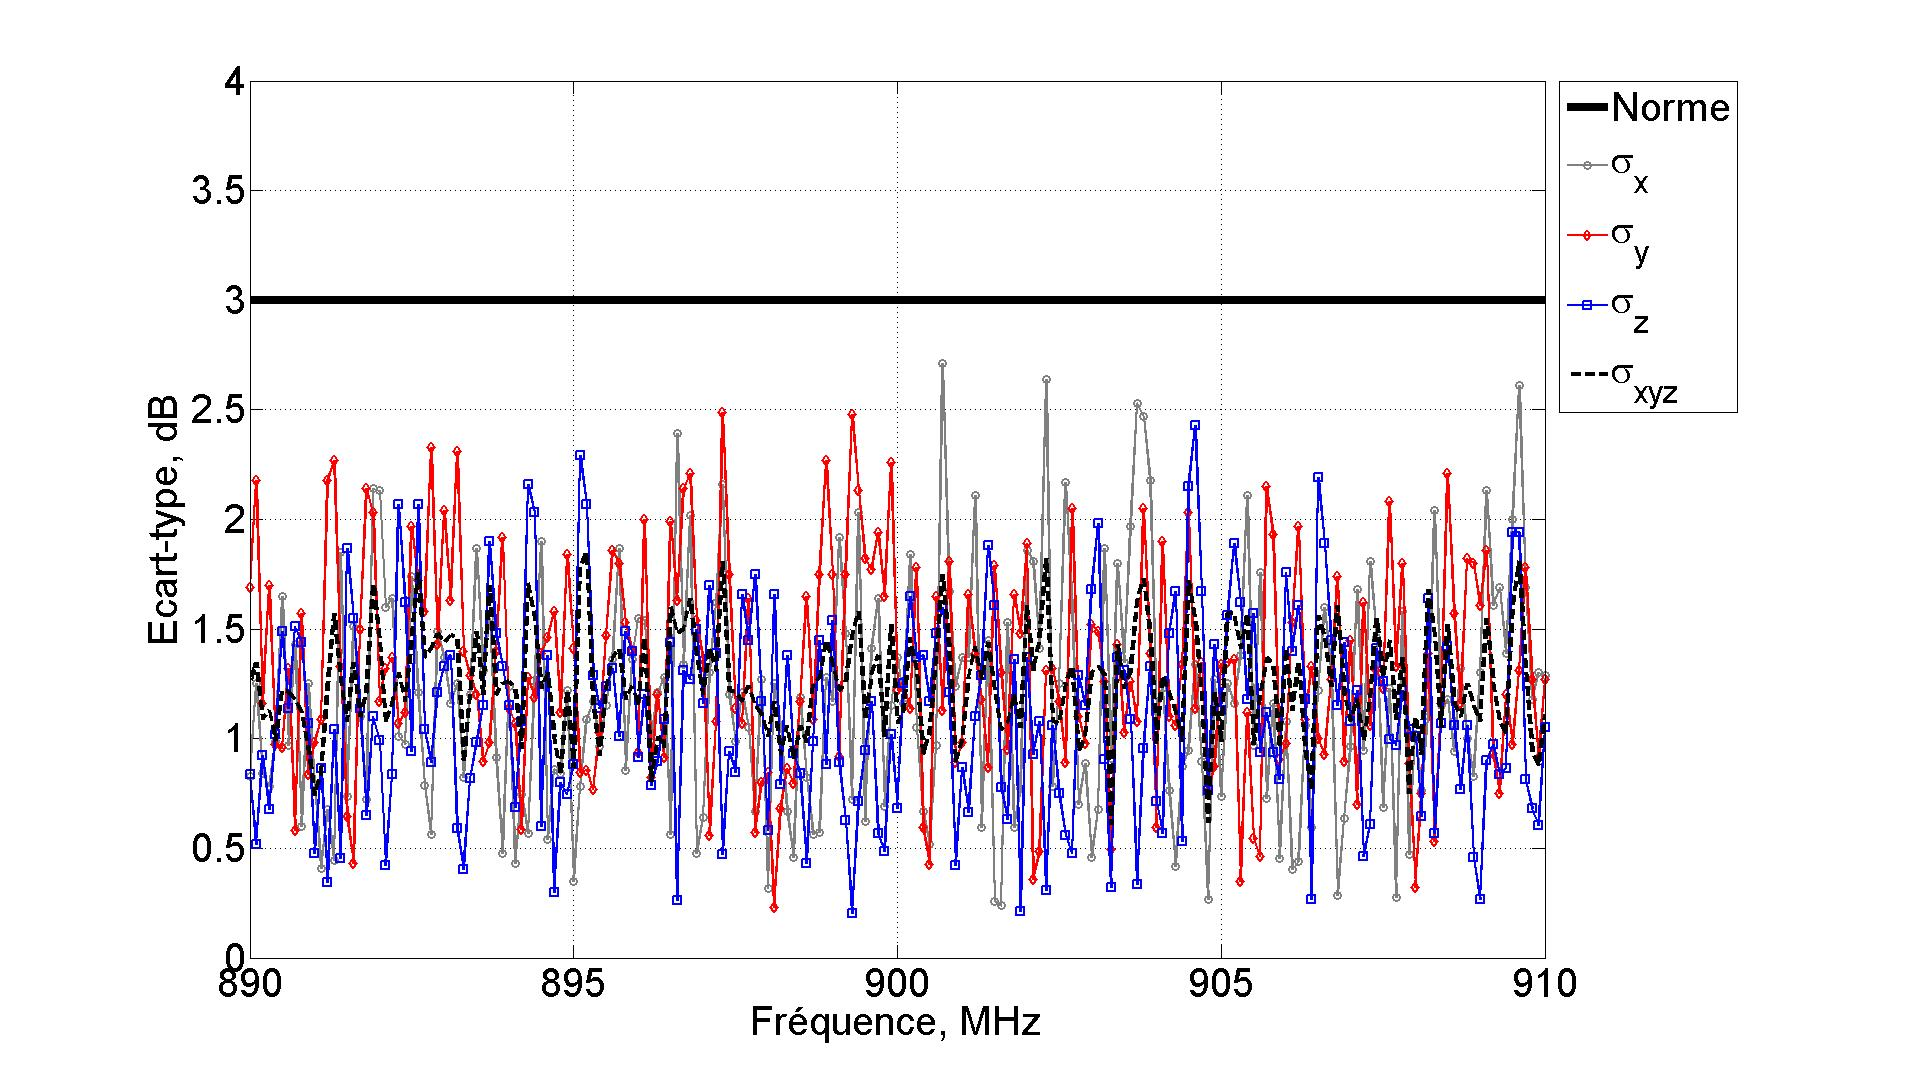 4
3.5
3
2.5
2
1.5
1
0.5
0
890
895
900
905
910
Ecart-type, dB
Fréquence, MHz
Norme
σx
σy
σz
σxyz